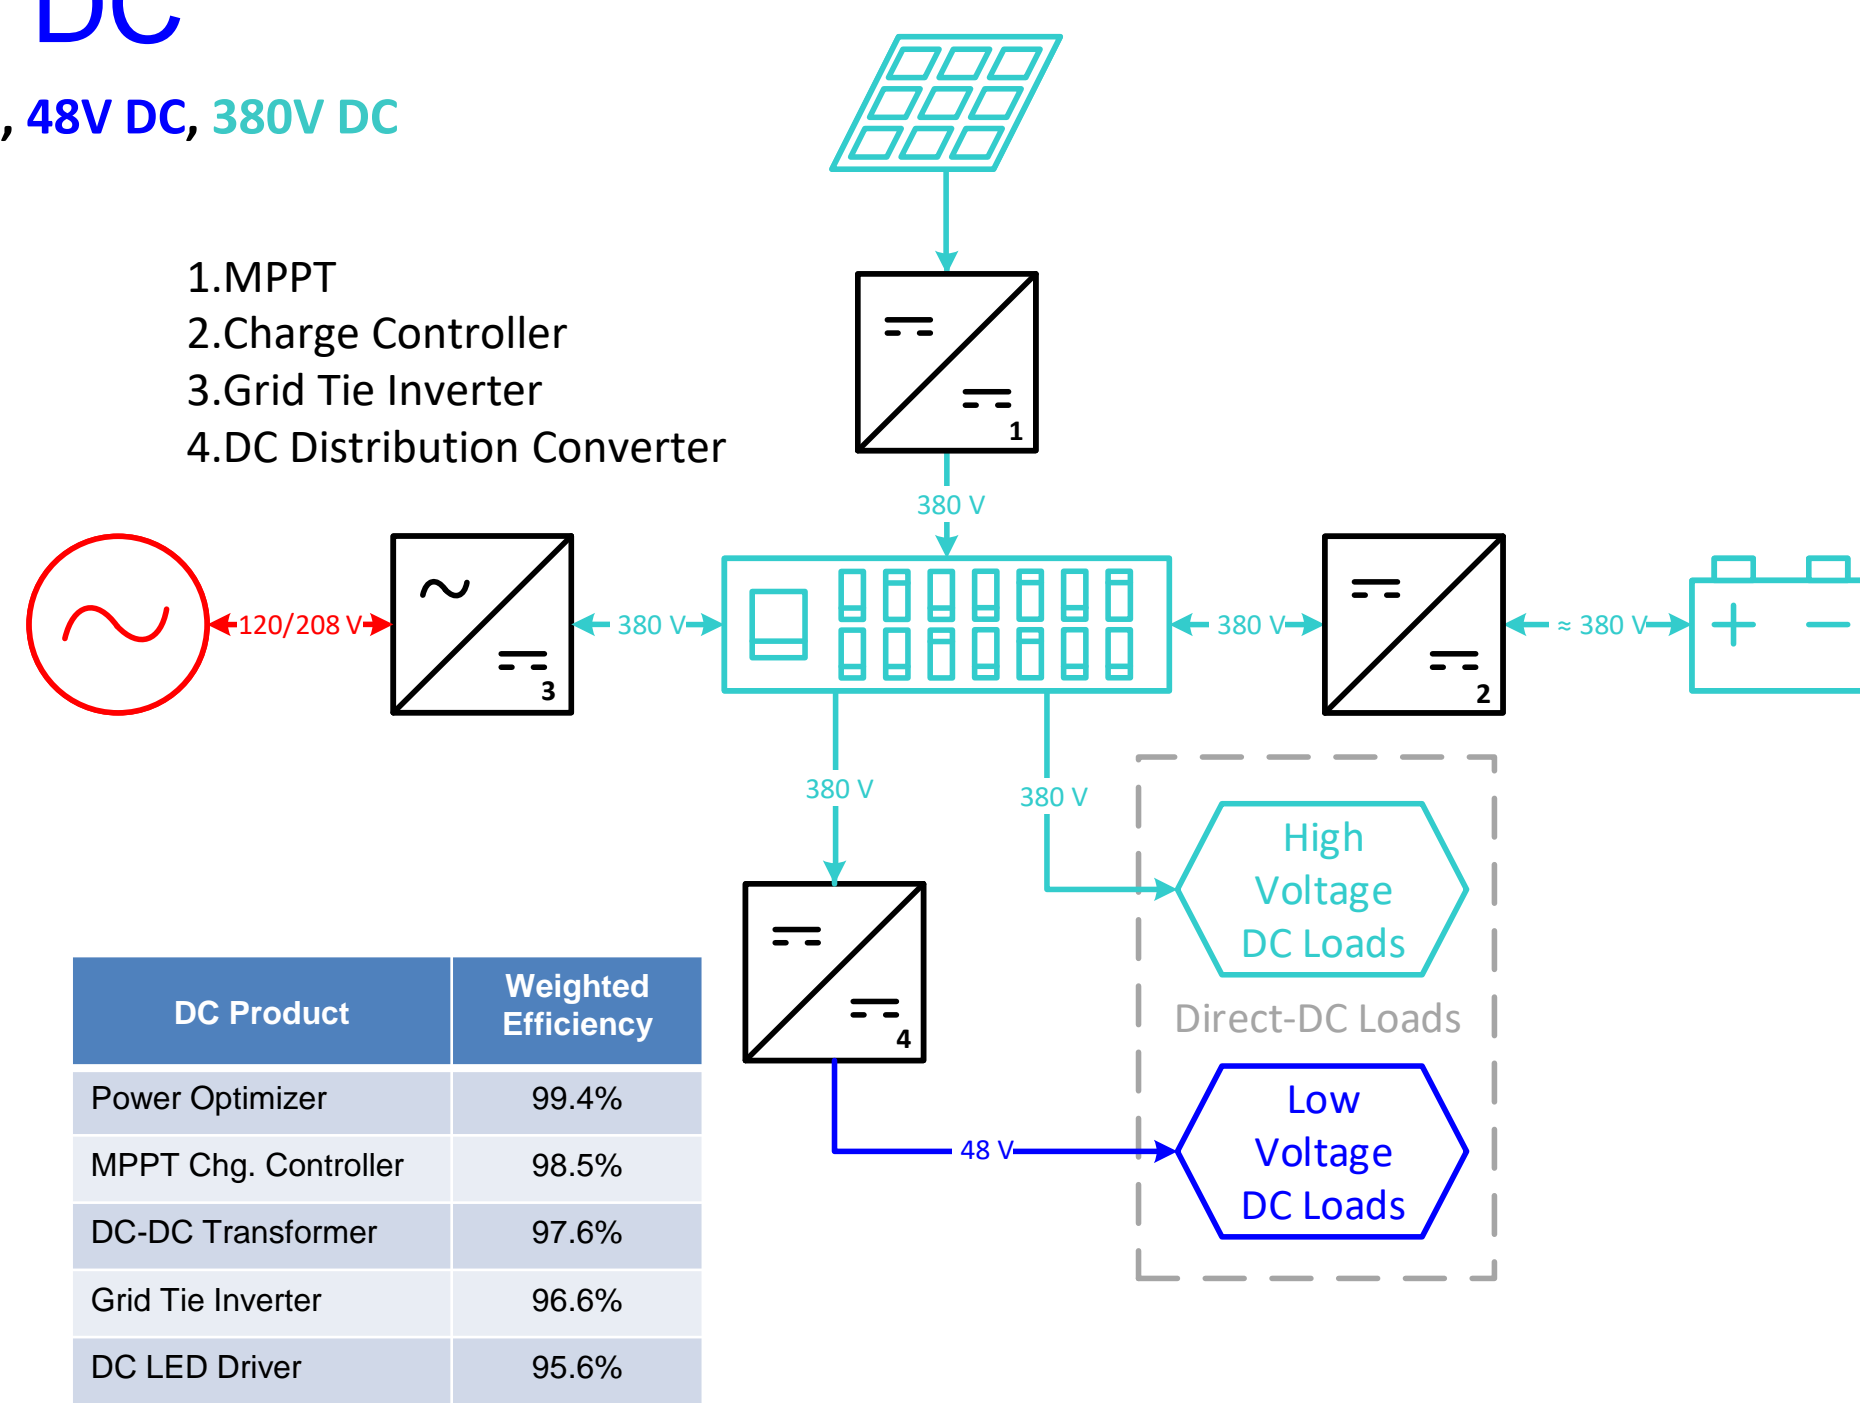 DC
, 48V DC, 380V DC
1.MPPT
2.Charge Controller
3.Grid Tie Inverter
4.DC Distribution Converter
1
380 V
120/208 V
3
380 V
380 V
2
≈ 380 V
+ −
380 V
380 V
High
Voltage
DC Loads
Direct-DC Loads
4
48 V
Low
Voltage
DC Loads
DC Product Weighted Efficiency
Power Optimizer 99.4%
MPPT Chg. Controller 98.5%
DC-DC Transformer 97.6%
Grid Tie Inverter 96.6%
DC LED Driver 95.6%